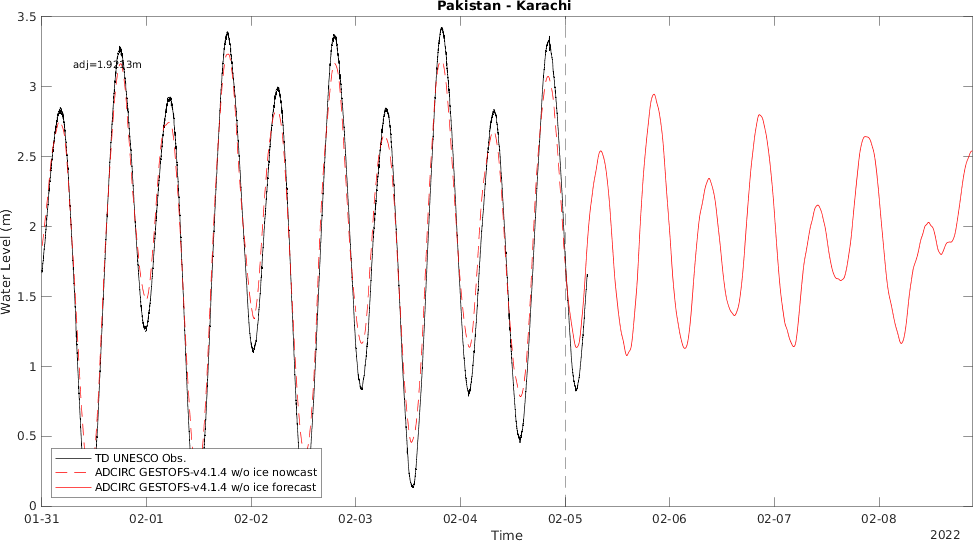 Pakistan - Karachi
3.5
adj=1.9213m
3
2.5
2
Water Level (m)
1.5
1
0.5
TD UNESCO Obs.
ADCIRC GESTOFS-v4.1.4 w/o ice nowcast
ADCIRC GESTOFS-v4.1.4 w/o ice forecast
0
01-31 02-01 02-02 02-03 02-04 02-05 02-06 02-07 02-08
Time
2022